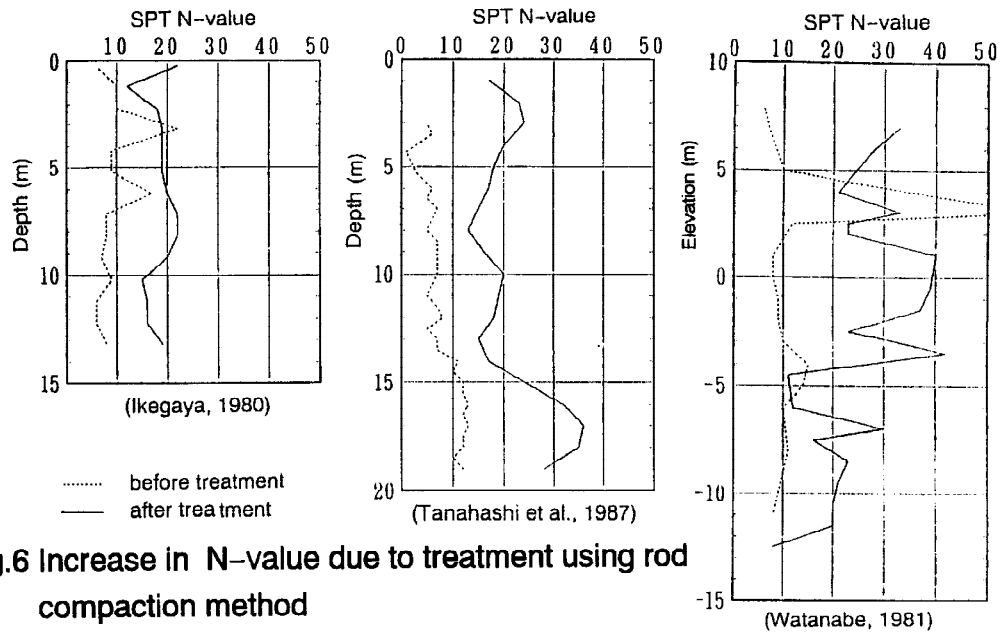 SPT N-value
10 20 30 40 50
0
5
10
15
Depth (m)
(Ikegaya, 1980)
SPT N-value
0 10 20 30 40 50
5
10
15
20
Depth (m)
(Tanahashi et al., 1987)
SPT N-value
0 10 20 30 40 50
10
5
0
-5
-10
-15
Elevation (m)
(Watanabe, 1981)
before treatment
after treatment
g.6 Increase in N-value due to treatment using rod
compaction method